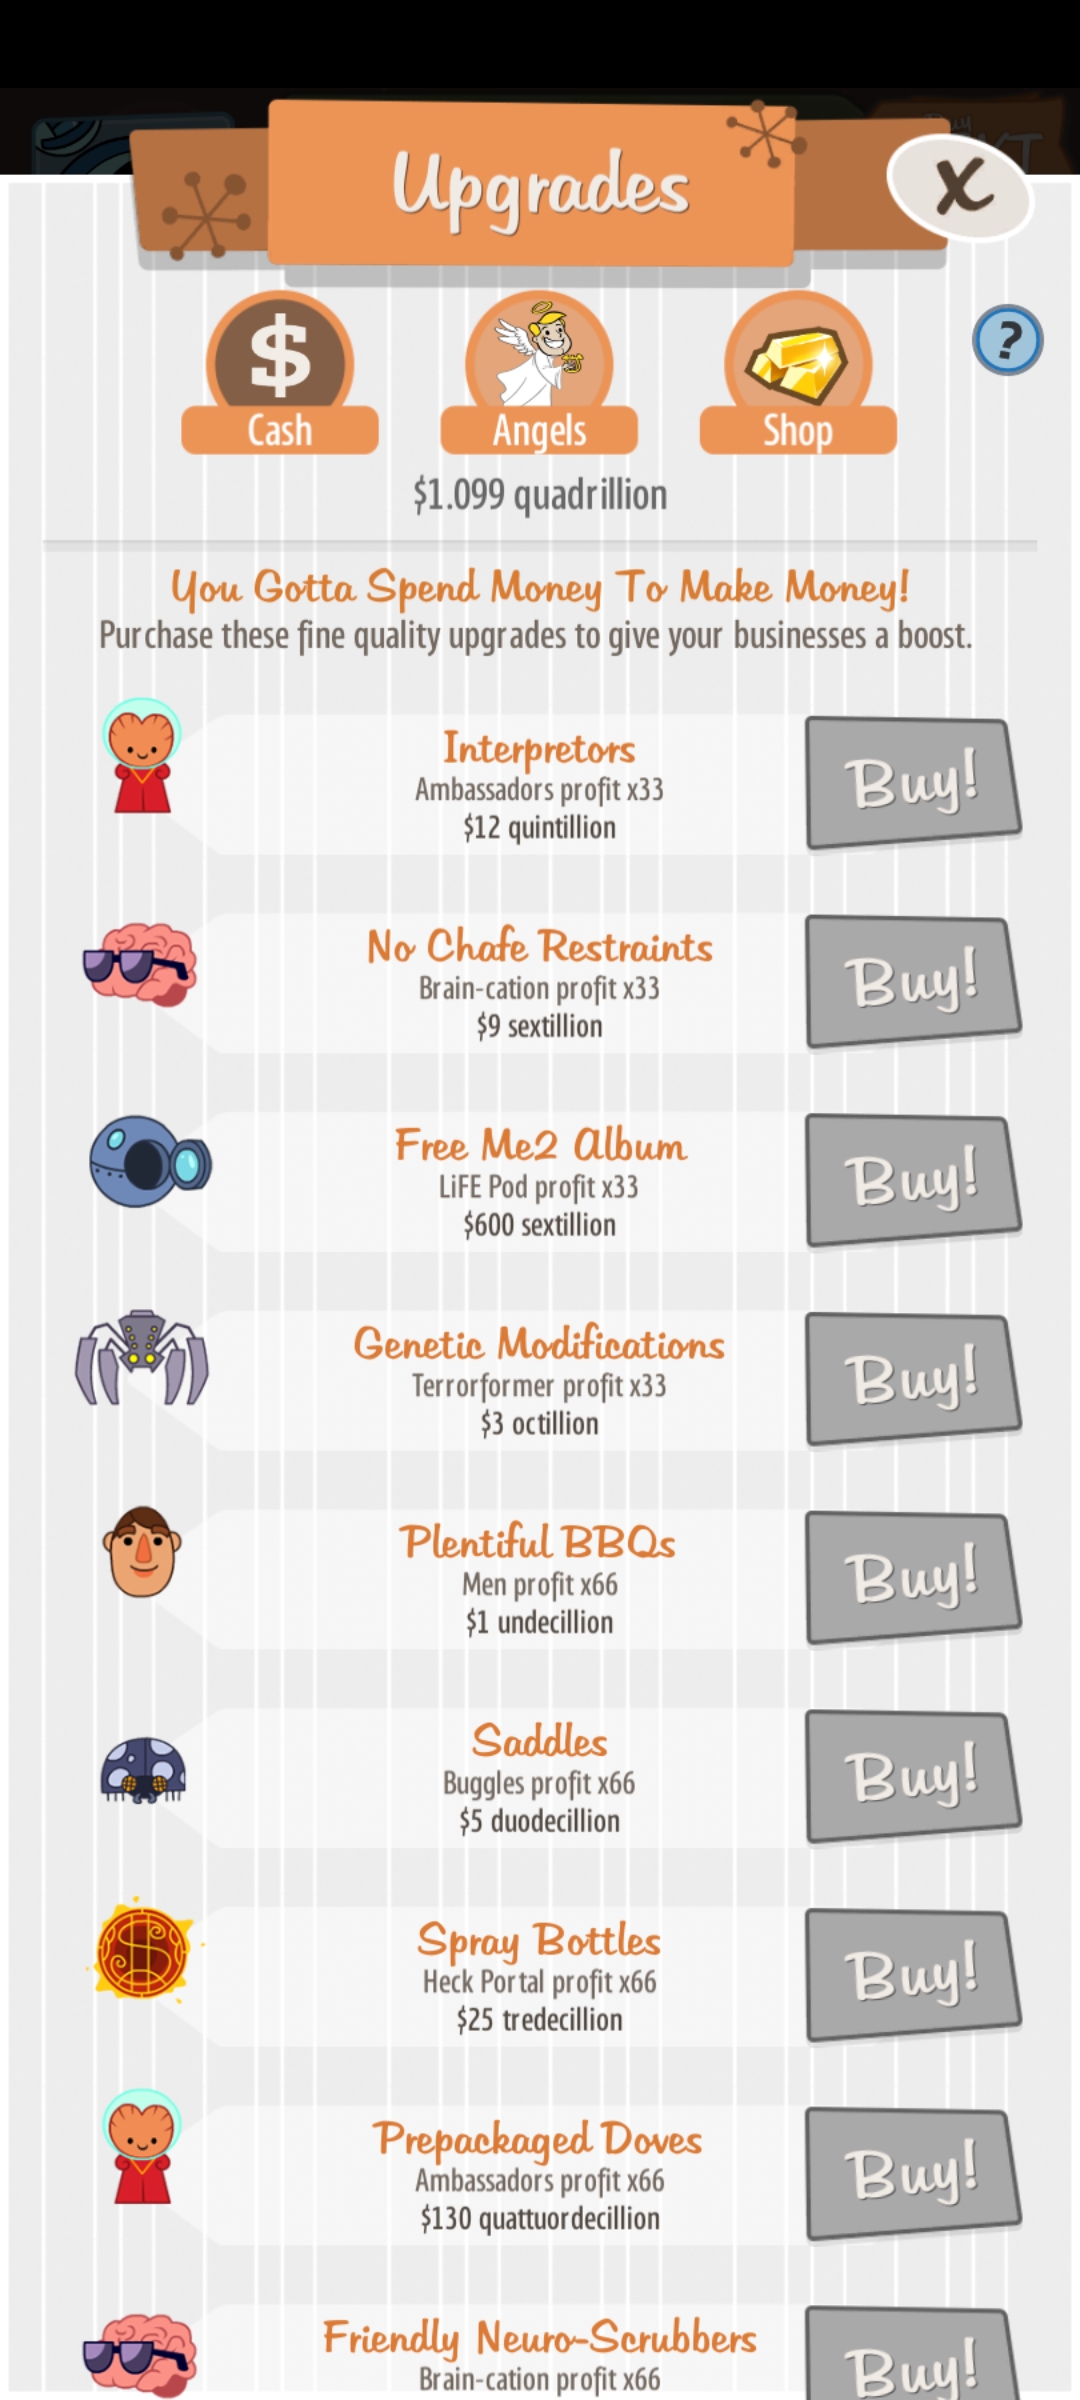 Upgrades
X
?
$
Cash
Angels
Shop
$1.099 quadrillion
You Gotta Spend Money To Make Money!
Purchase these fine quality upgrades to give your businesses a boost.
Interpretors
Ambassadors profit x33
$12 quintillion
Buy!
No Chafe Restraints
Brain-cation profit x33
$9 sextillion
Buy!
Free Me2 Album
LiFE Pod profit x33
$600 sextillion
Buy!
Genetic Modifications
Terrorformer profit x33
$3 octillion
Buy!
Plentiful BBQs
Men profit x66
$1 undecillion
Buy!
Saddles
Buggles profit x66
$5 duodecillion
Buy!
Spray Bottles
Heck Portal profit x66
$25 tredecillion
Buy!
Prepackaged Doves
Ambassadors profit x66
$130 quattuordecillion
Buy!
Friendly Neuro-Scrubbers
Brain-cation profit x66
Buy!